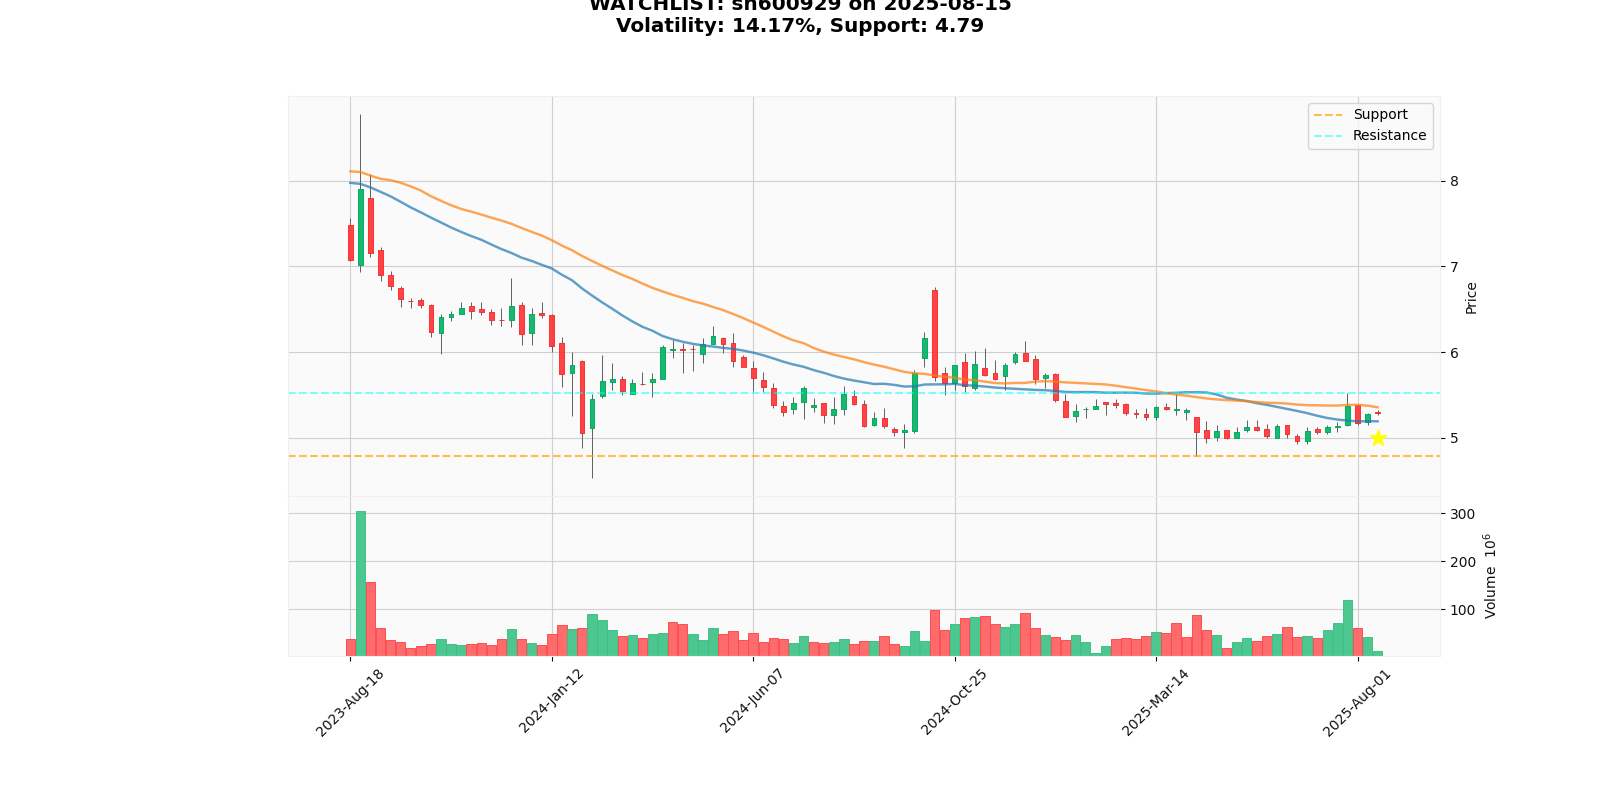 WATCHLIST: sh600929 on 2025-08-15
Volatility: 14.17%, Support: 4.79
Support
Resistance
8
7
6
5
Price
300
200
100
Volume 10^6
2023-Aug-18
2024-Jan-12
2024-Jun-07
2024-Oct-25
2025-Mar-14
2025-Aug-01